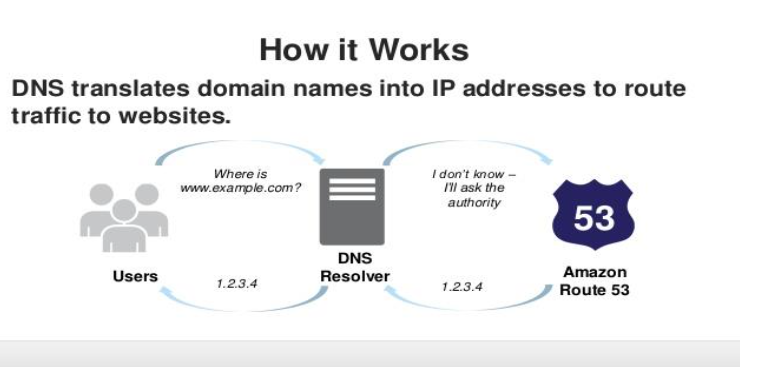 How it Works
DNS translates domain names into IP addresses to route
traffic to websites.
Where is
www.example.com?
I don't know –
I'll ask the
authority
53
DNS
Resolver
Users
1.2.3.4
1.2.3.4
Amazon
Route 53